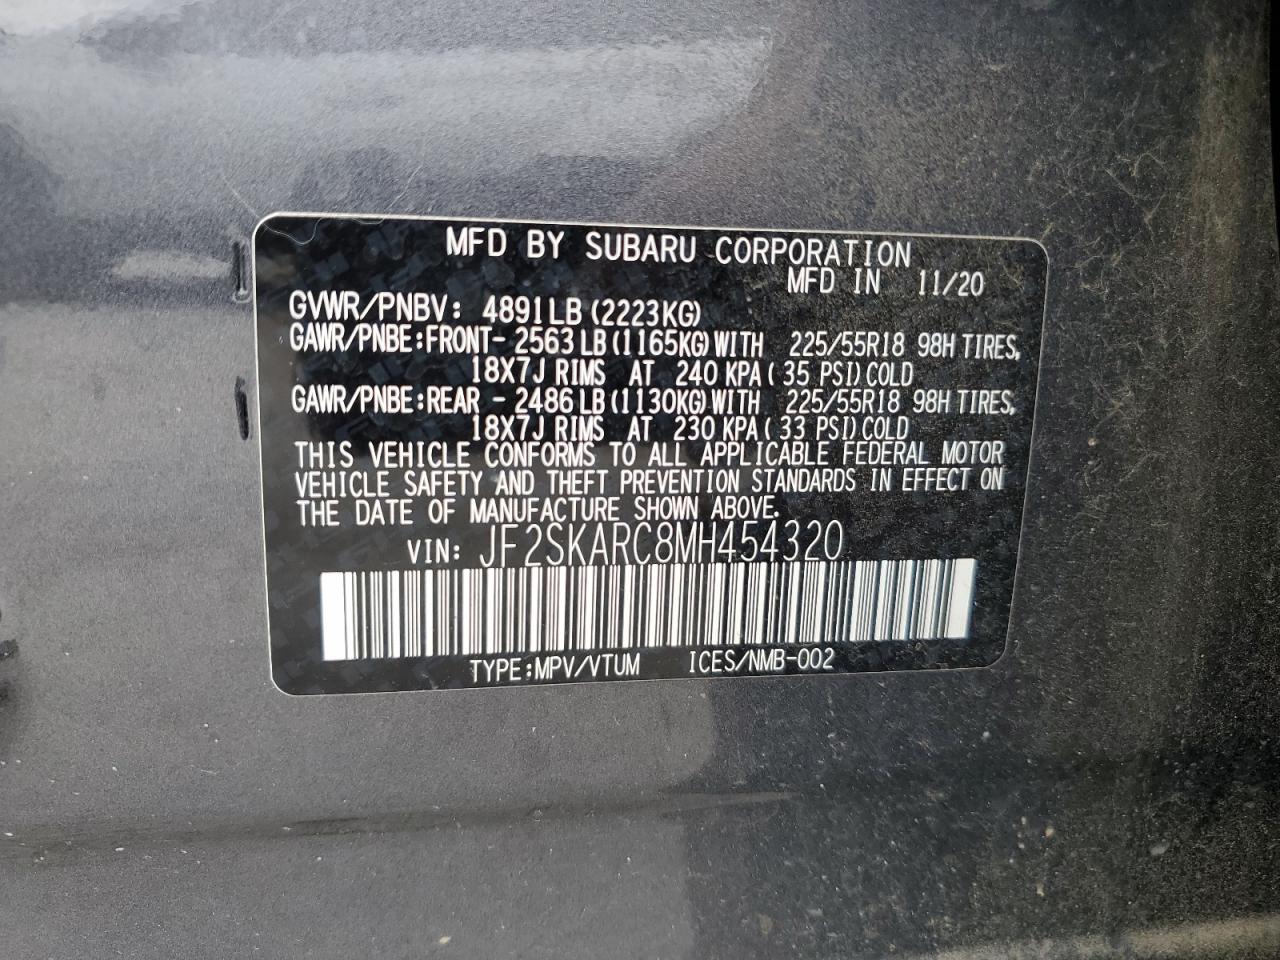 MFD BY SUBARU CORPORATION
MFD IN 11/20
GVWR/PNBV: 4891LB (2223KG)
GAWR/PNBE:FRONT- 2563 LB (1165KG) WITH 225/55R18 98H TIRES,
18X7J RIMS AT 240 KPA ( 35 PSI) COLD
GAWR/PNBE:REAR - 2486 LB (1130KG) WITH 225/55R18 98H TIRES,
18X7J RIMS AT 230 KPA ( 33 PSI) COLD
THIS VEHICLE CONFORMS TO ALL APPLICABLE FEDERAL MOTOR
VEHICLE SAFETY AND THEFT PREVENTION STANDARDS IN EFFECT ON
THE DATE OF MANUFACTURE SHOWN ABOVE.
VIN: JF2SKARC8MH454320
TYPE:MPV/VTUM ICES/NMB-002